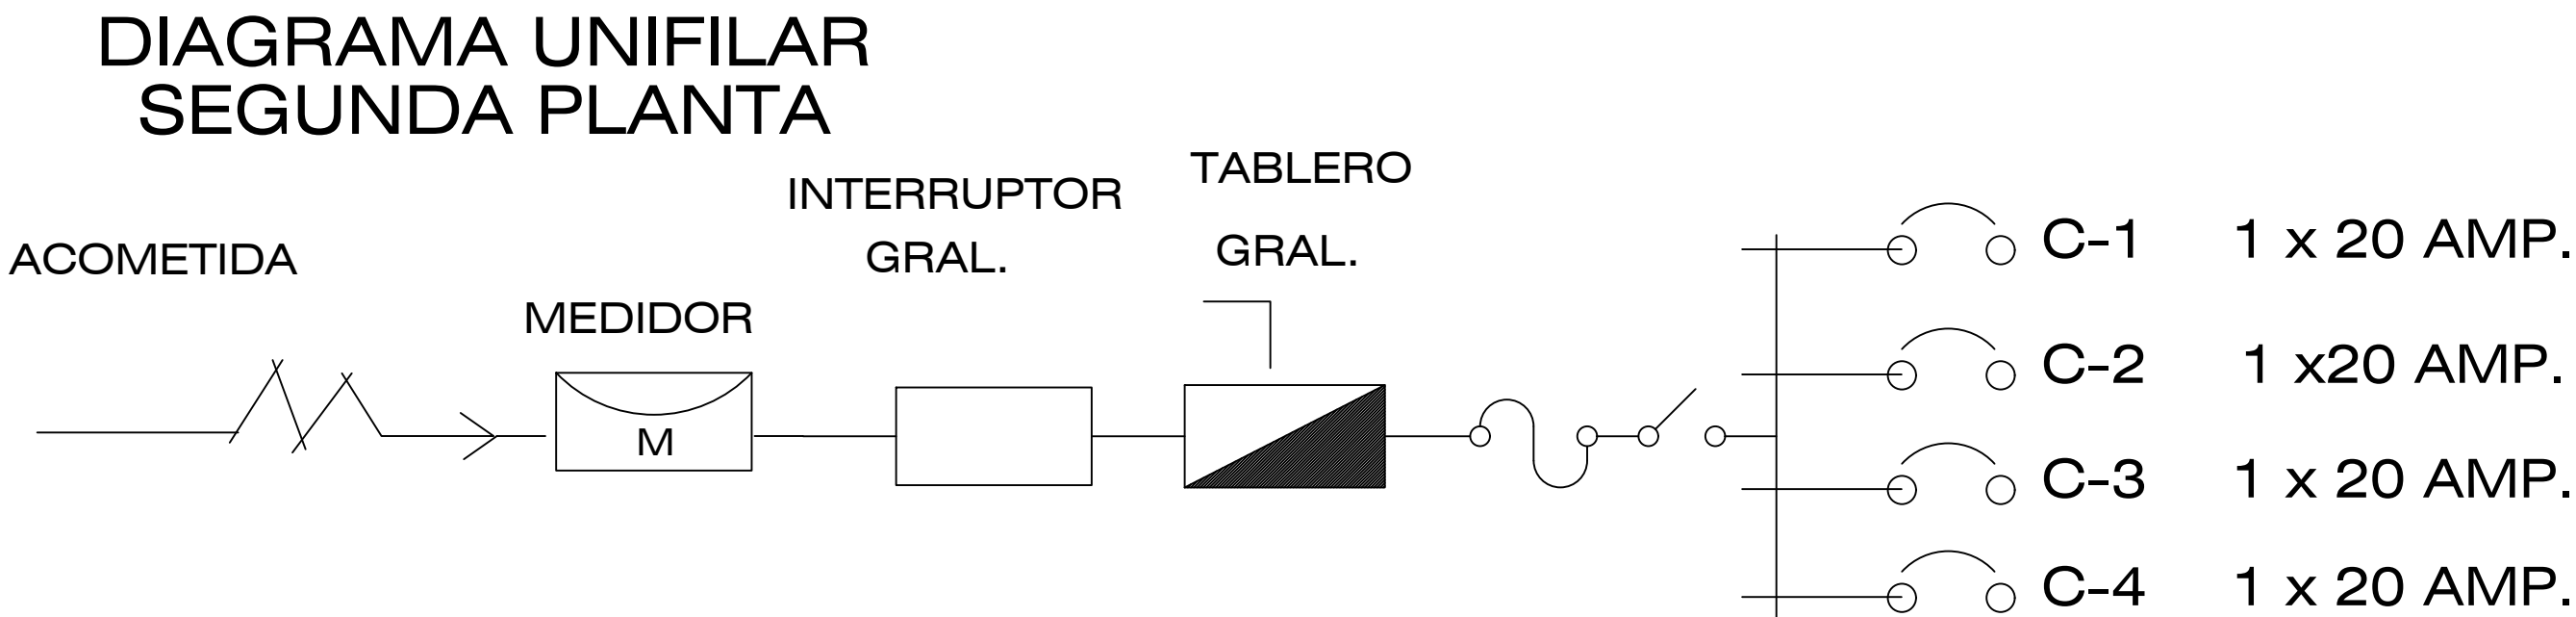 DIAGRAMA UNIFILAR
SEGUNDA PLANTA
ACOMETIDA
MEDIDOR
M
INTERRUPTOR
GRAL.
TABLERO
GRAL.
C-1 1 x 20 AMP.
C-2 1 x20 AMP.
C-3 1 x 20 AMP.
C-4 1 x 20 AMP.